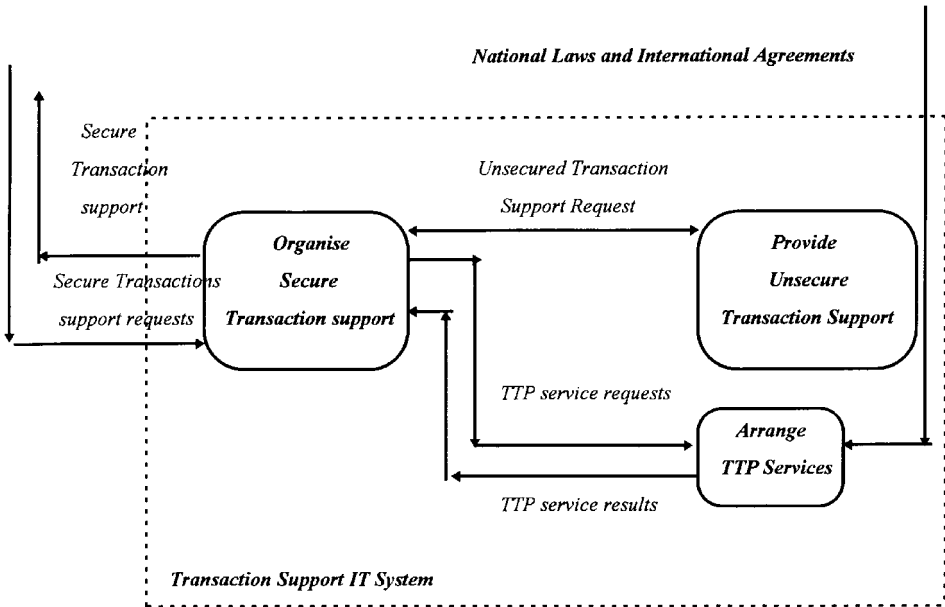 National Laws and International Agreements
Secure
Transaction
support
Unsecured Transaction
Support Request
Organise
Secure
Transaction support
Provide
Unsecure
Transaction Support
Secure Transactions
support requests
TTP service requests
Arrange
TTP Services
TTP service results
Transaction Support IT System